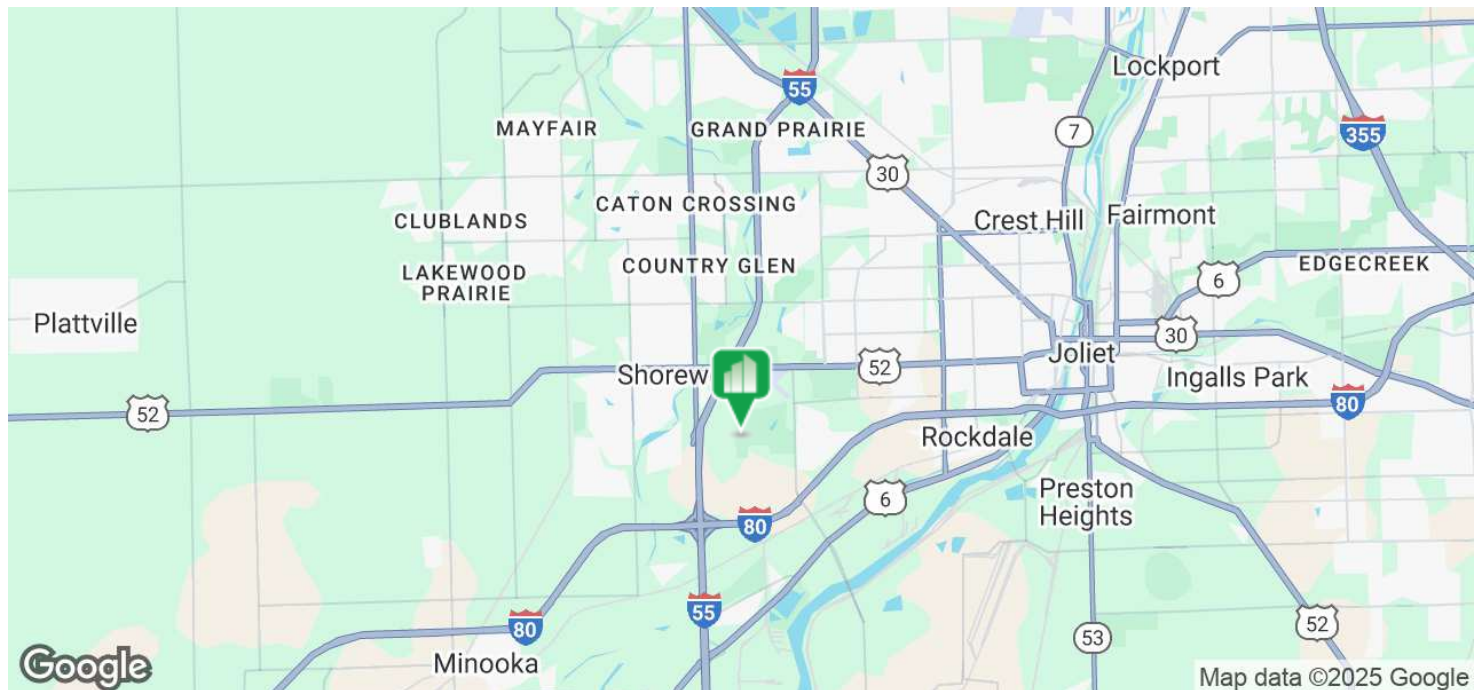 Lockport
55
MAYFAIR
GRAND PRAIRIE
7
355
30
CATON CROSSING
CLUBLANDS
Crest Hill
Fairmont
COUNTRY GLEN
EDGECREEK
LAKEWOOD
PRAIRIE
6
Plattville
30
Joliet
Shorew
52
Ingalls Park
52
80
Rockdale
6
Preston
Heights
80
55
80
52
53
Minooka
Google
Map data ©2025 Google